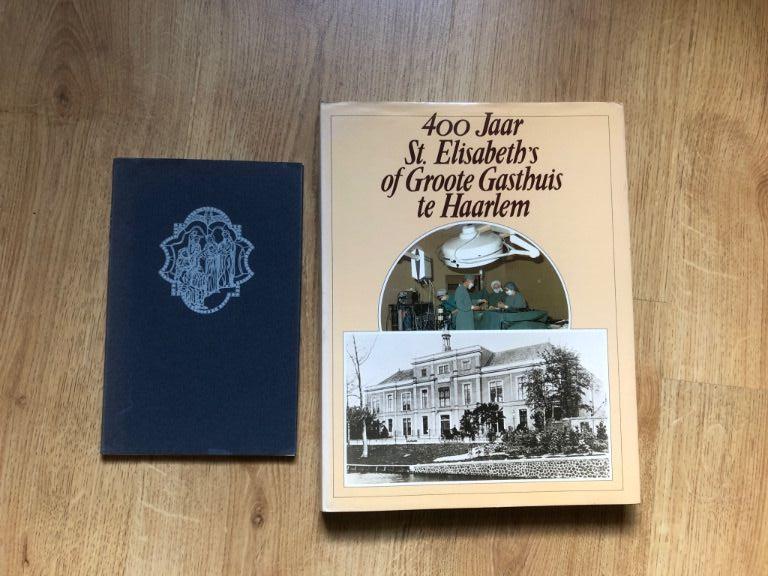 400 Jaar
St. Elisabeth's
of Groote Gasthuis
te Haarlem